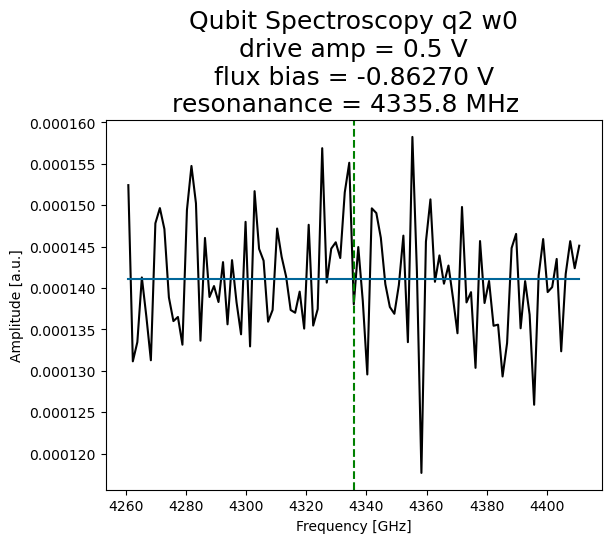 Qubit Spectroscopy q2 w0
drive amp = 0.5 V
flux bias = -0.86270 V
resonanance = 4335.8 MHz
0.000160
0.000155
0.000150
0.000145
0.000140
0.000135
0.000130
0.000125
0.000120
Amplitude [a.u.]
4260 4280 4300 4320 4340 4360 4380 4400
Frequency [GHz]